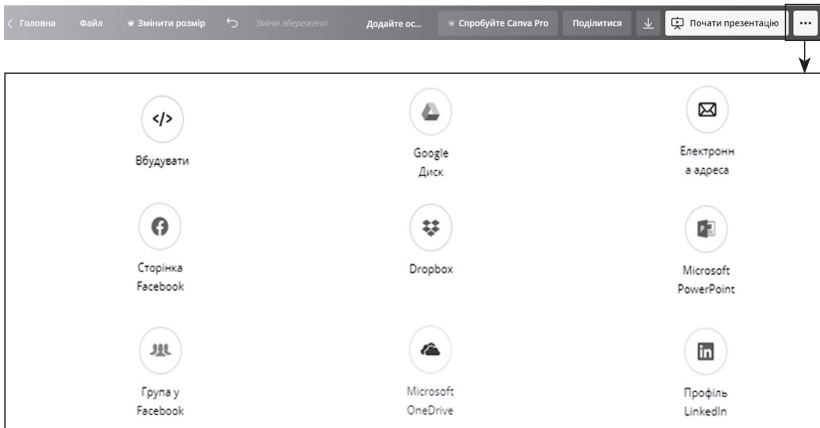 Головна Файл Змінити розмір Зміни збережено Додайте ос... Спробуйте Canva Pro Поділитися Почати презентацію ...
</> 
Вбудувати
Google
Диск
Електронн
а адреса
Сторінка
Facebook
Dropbox
Microsoft
PowerPoint
Група у
Facebook
Microsoft
OneDrive
in
Профіль
LinkedIn